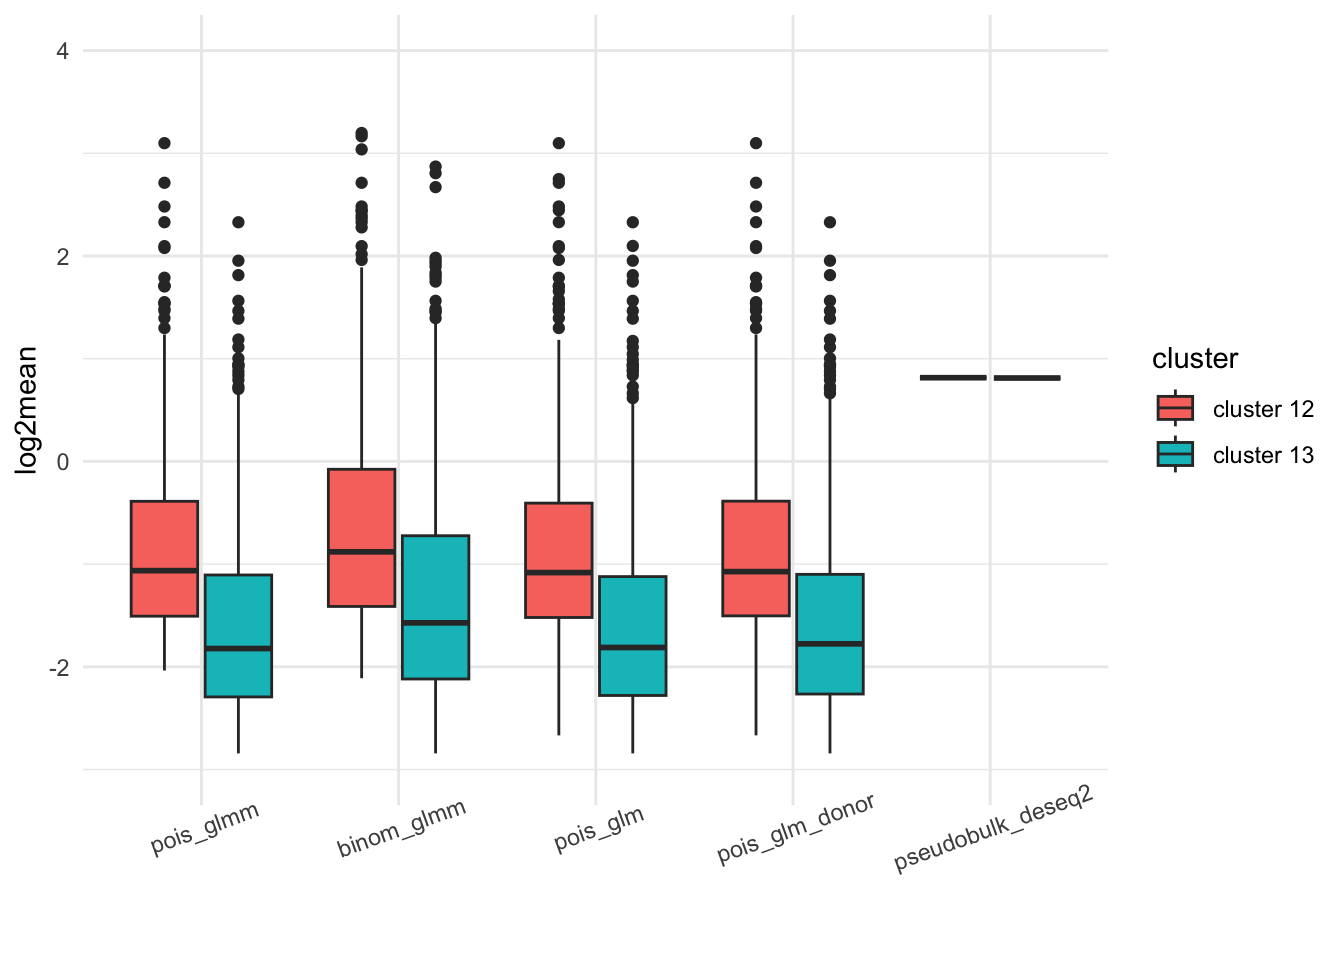 4
2
0
-2
log2mean
pois_glmm
binom_glmm
pois_glm
pois_glm_donor
pseudobulk_deseq2
cluster
cluster 12
cluster 13